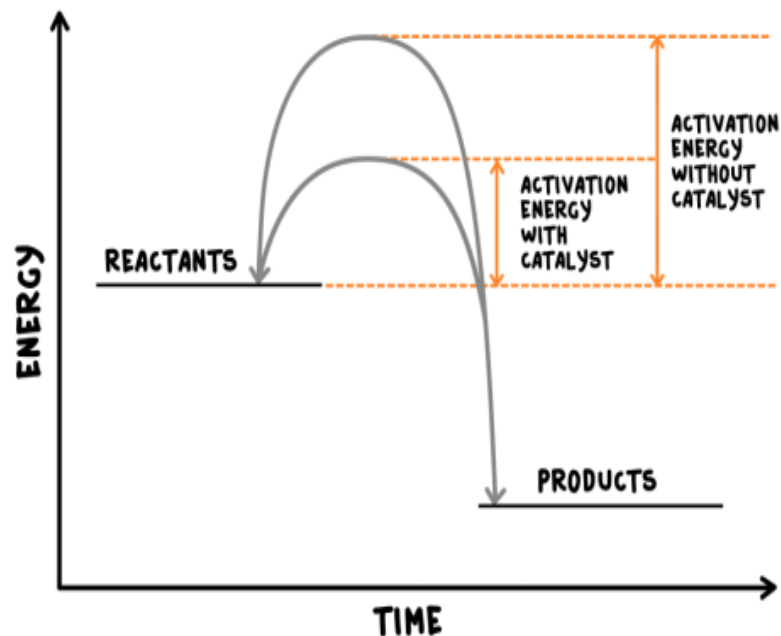 ACTIVATION
ENERGY
WITHOUT
CATALYST
ACTIVATION
ENERGY
WITH
CATALYST
REACTANTS
ENERGY
PRODUCTS
TIME